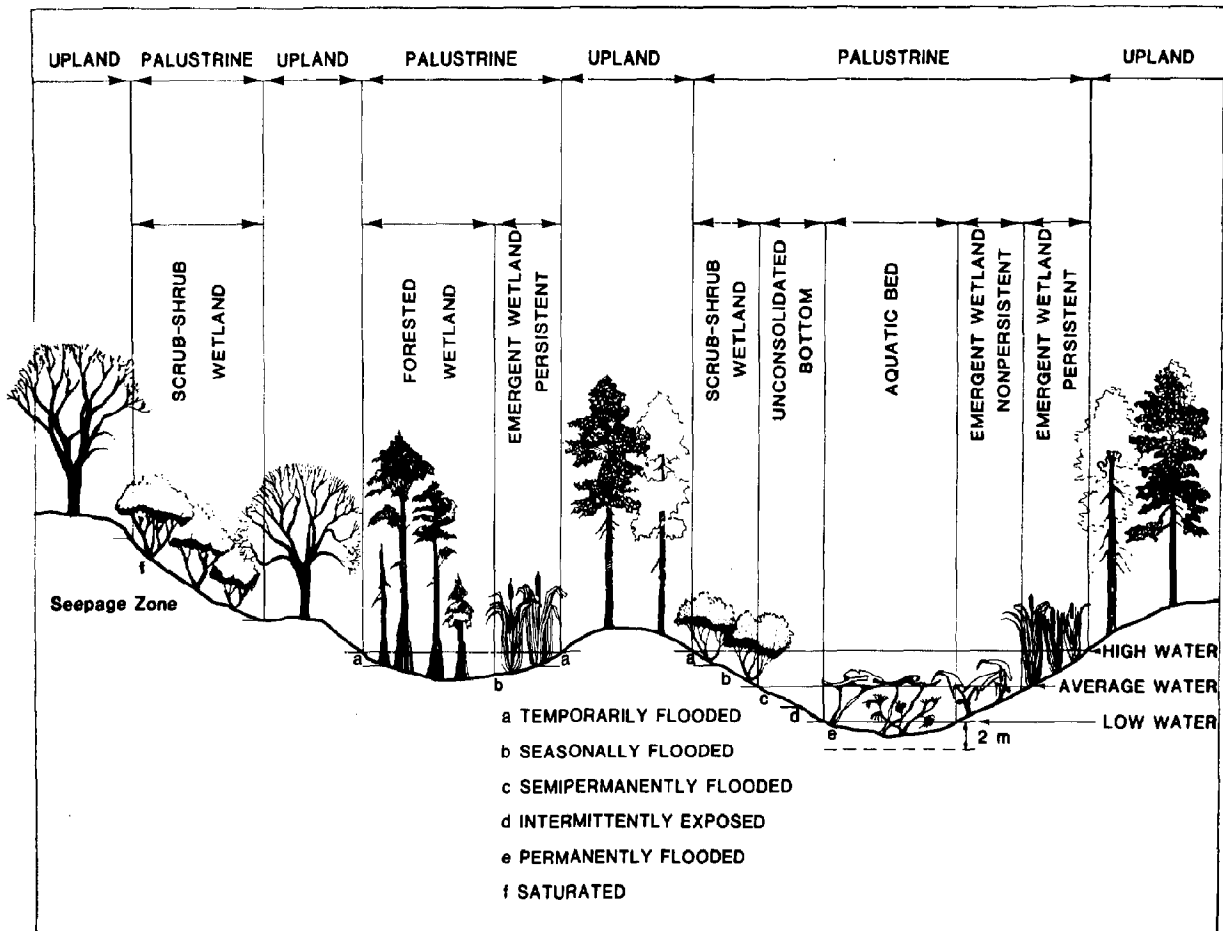 UPLAND PALUSTRINE UPLAND PALUSTRINE UPLAND PALUSTRINE UPLAND
SCRUB-SHRUB
WETLAND
FORESTED
WETLAND
EMERGENT WETLAND
PERSISTENT
SCRUB-SHRUB
WETLAND
UNCONSOLIDATED
BOTTOM
AQUATIC BED
EMERGENT WETLAND
NONPERSISTENT
EMERGENT WETLAND
PERSISTENT
f
Seepage Zone
a
b
a
a
b
c
d
e
HIGH WATER
AVERAGE WATER
LOW WATER
2 m
a TEMPORARILY FLOODED
b SEASONALLY FLOODED
c SEMIPERMANENTLY FLOODED
d INTERMITTENTLY EXPOSED
e PERMANENTLY FLOODED
f SATURATED